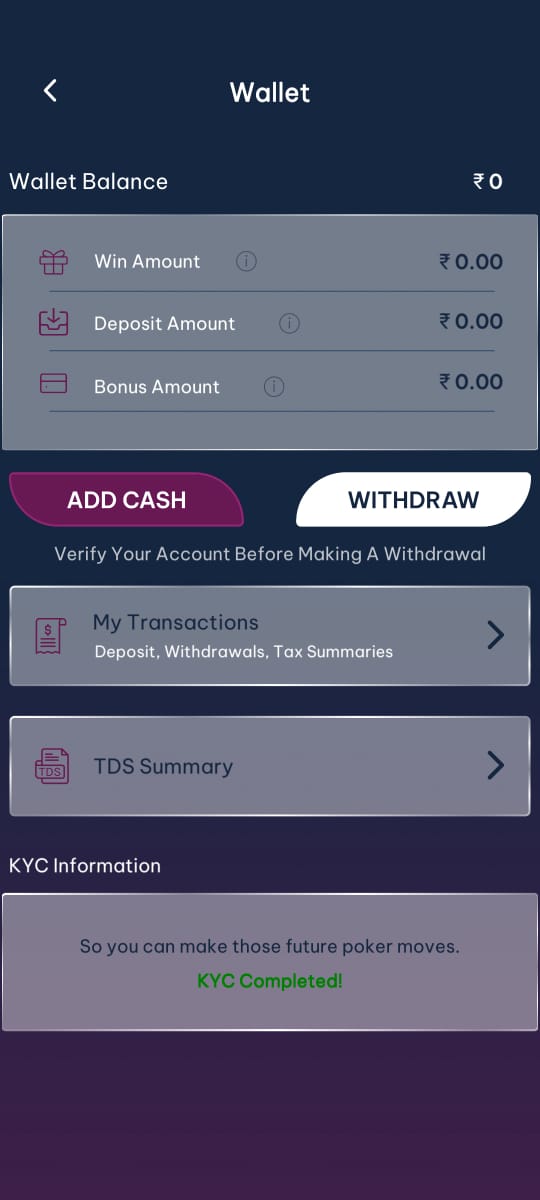 Wallet
Wallet Balance ₹ 0
Win Amount ₹ 0.00
Deposit Amount ₹ 0.00
Bonus Amount ₹ 0.00
ADD CASH WITHDRAW
Verify Your Account Before Making A Withdrawal
My Transactions
Deposit, Withdrawals, Tax Summaries
TDS
TDS Summary
KYC Information
So you can make those future poker moves.
KYC Completed!